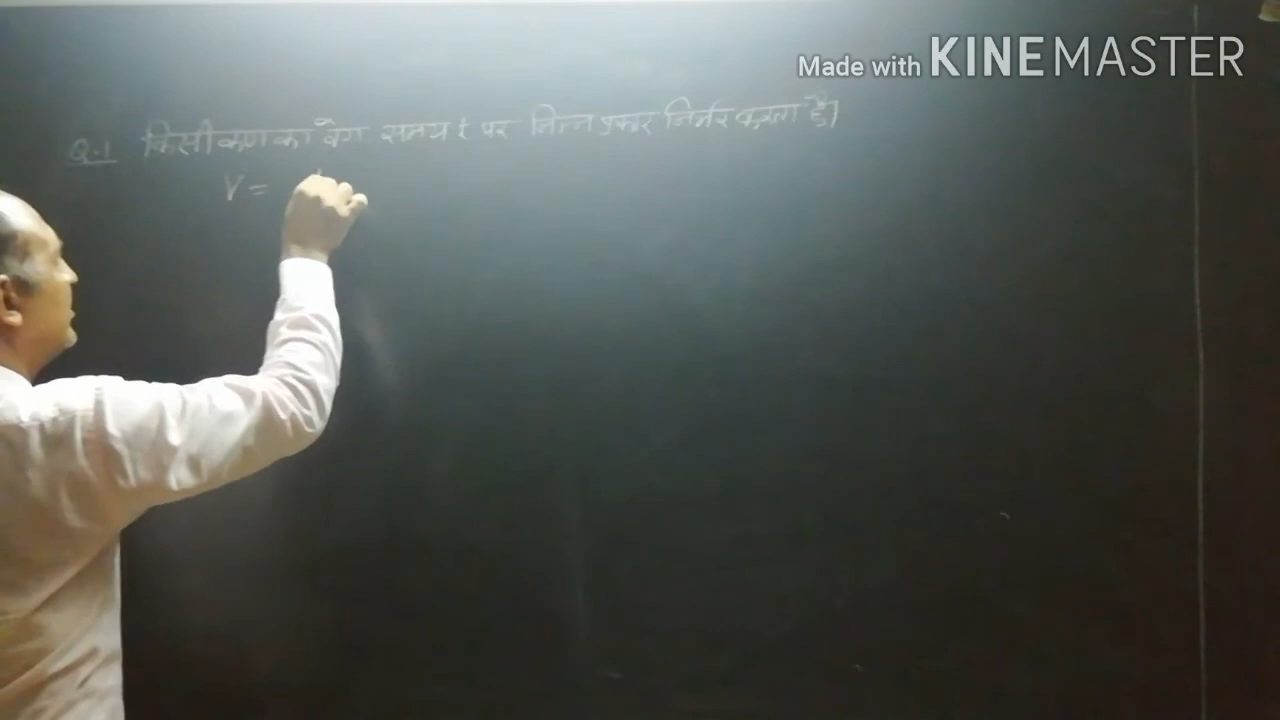 Made with KINEMASTER
Q.1 किसी कण का वेग समय t पर निम्न प्रकार निर्भर करता है।
V =